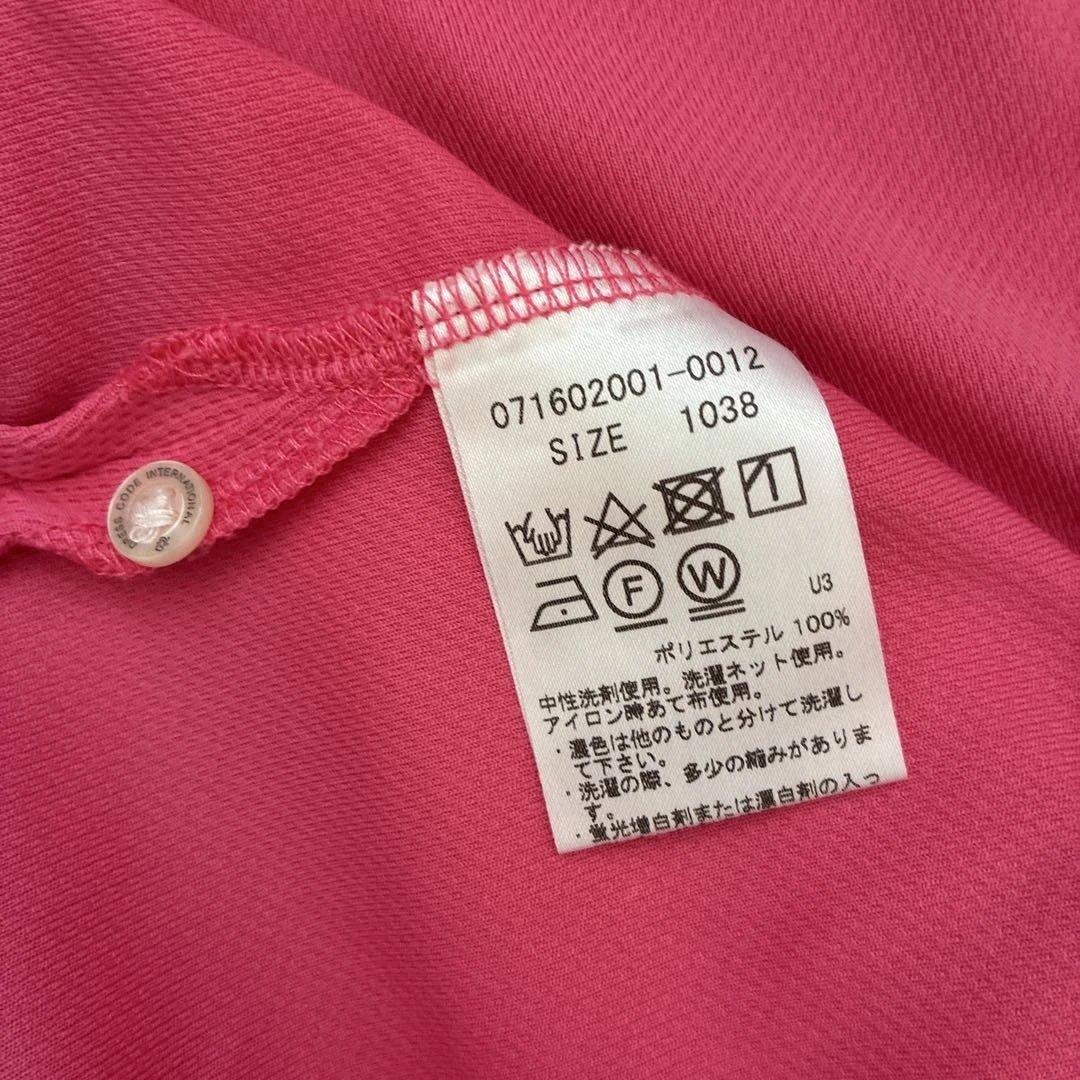 071602001-0012
SIZE 1038
F
W
U3
ポリエステル 100%
中性洗剤使用。洗濯ネット使用。
アイロン時あて布使用。
・濃色は他のものと分けて洗濯し
て下さい。
・洗濯の際、多少の縮みがありま
す。
・蛍光増白剤または漂白剤の入っ
CODE INTERNATIONAL